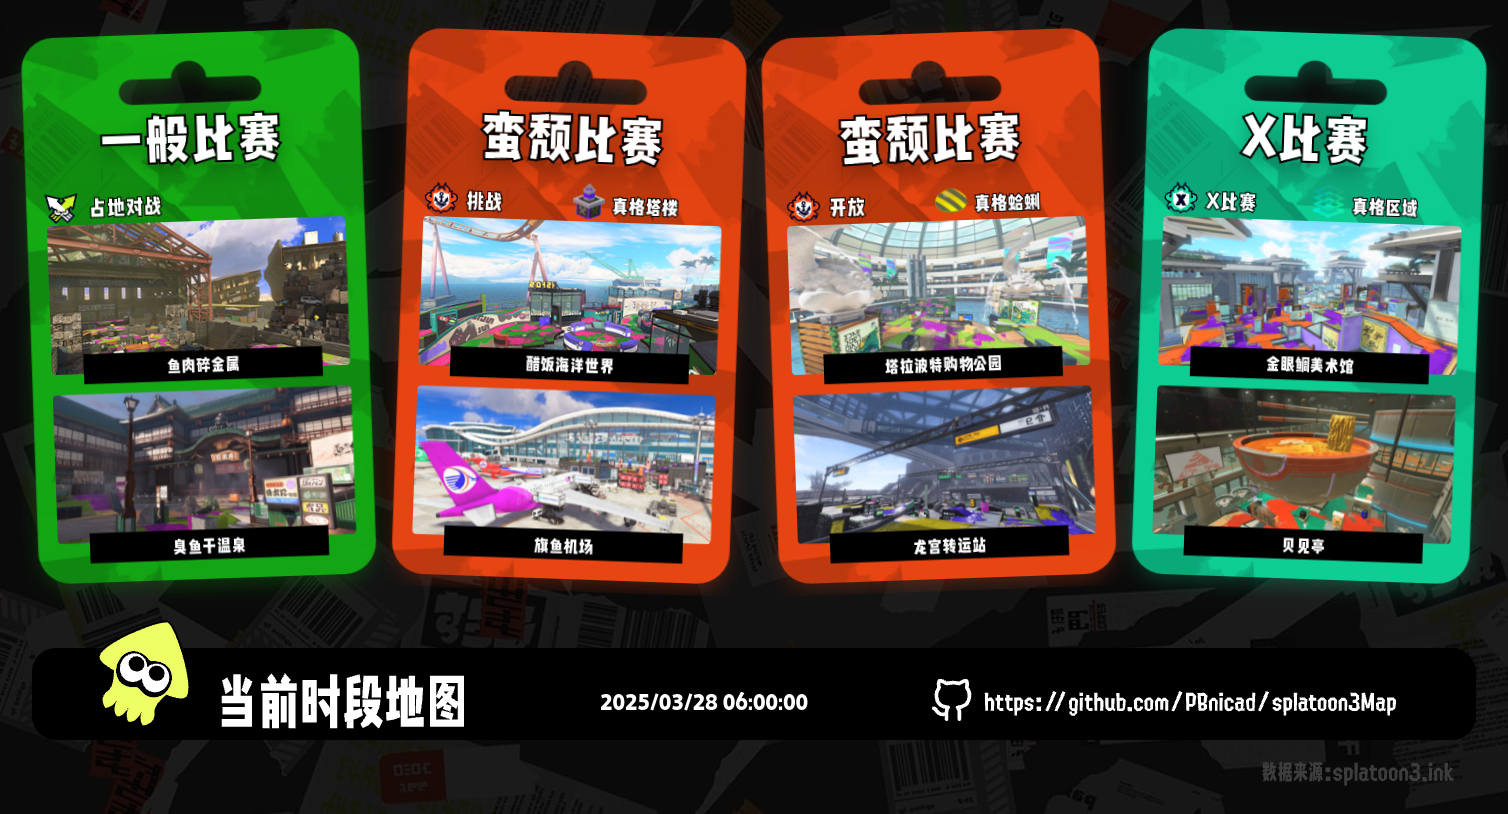 一般比赛
占地对战
鱼肉碎金属
臭鱼干温泉
蛮颓比赛
挑战
真格塔楼
醋饭海洋世界
旗鱼机场
蛮颓比赛
开放
真格蛤蜊
塔拉波特购物公园
龙宫转运站
X比赛
X比赛
真格区域
金眼鲷美术馆
贝见亭
当前时段地图
2025/03/28 06:00:00
https://github.com/PBnicad/splatoon3Map
数据来源:splatoon3.ink